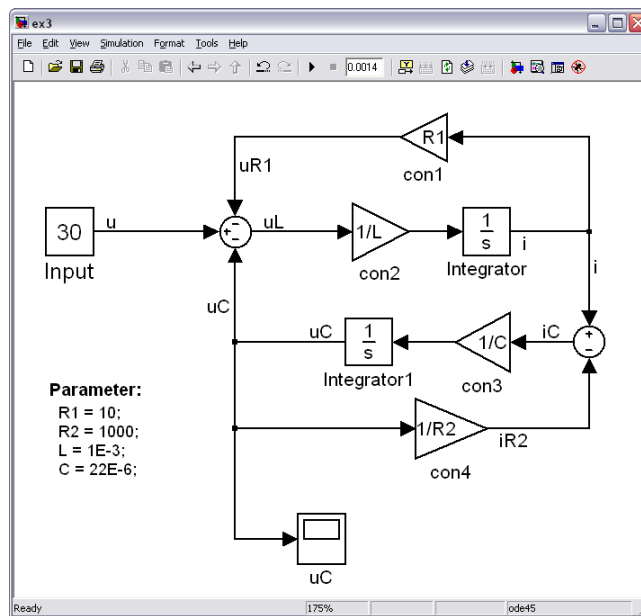 ex3
File Edit View Simulation Format Tools Help
0.0014
R1
uR1
con1
30
u
uL
1/L
1
s
i
Input
con2
Integrator
i
uC
uC
1
s
1/C
iC
Integrator1
con3
Parameter:
R1 = 10;
R2 = 1000;
L = 1E-3;
C = 22E-6;
1/R2
iR2
con4
uC
Ready 175% ode45